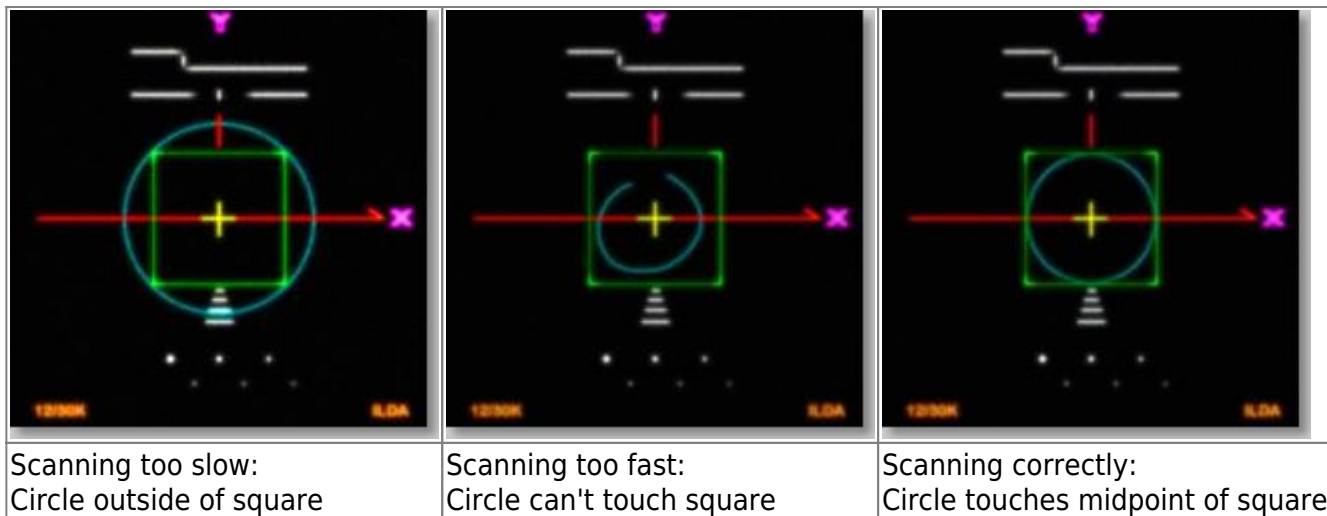 Y
X
12/30K
ILDA
Y
X
12/30K
ILDA
Y
X
12/30K
ILDA
Scanning too slow:
Circle outside of square
Scanning too fast:
Circle can't touch square
Scanning correctly:
Circle touches midpoint of square